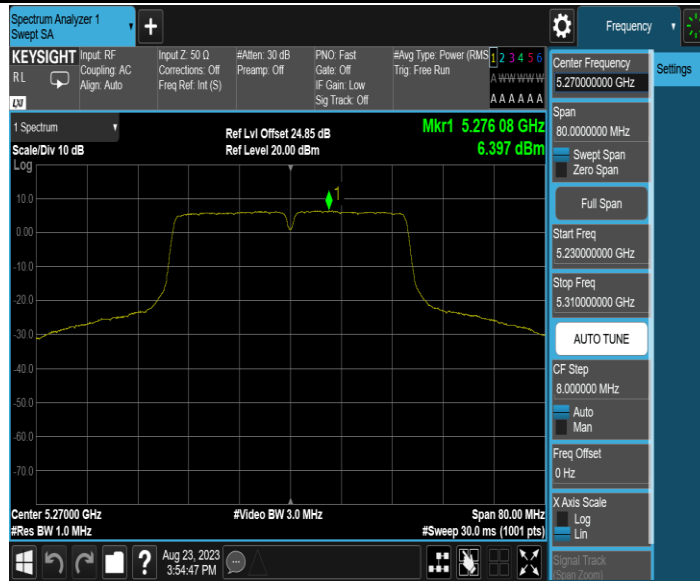 Spectrum Analyzer 1
Swept SA
+
Frequency
KEYSIGHT
RL
LXI
Input: RF
Coupling: AC
Align: Auto
Input Z: 50 Ω
Corrections: Off
Freq Ref: Int (S)
#Atten: 30 dB
Preamp: Off
PNO: Fast
Gate: Off
IF Gain: Low
Sig Track: Off
#Avg Type: Power (RMS
Trig: Free Run
1 2 3 4 5 6
A W W W W W
A A A A A A
1 Spectrum
Scale/Div 10 dB
Log
Ref Lvl Offset 24.85 dB
Ref Level 20.00 dBm
Mkr1 5.276 08 GHz
6.397 dBm
1
10.0
0.00
-10.0
-20.0
-30.0
-40.0
-50.0
-60.0
-70.0
Center 5.27000 GHz
#Res BW 1.0 MHz
#Video BW 3.0 MHz
Span 80.00 MHz
#Sweep 30.0 ms (1001 pts)
?
Aug 23, 2023
3:54:47 PM
Center Frequency
5.270000000 GHz
Settings
Span
80.0000000 MHz
Swept Span
Zero Span
Full Span
Start Freq
5.230000000 GHz
Stop Freq
5.310000000 GHz
AUTO TUNE
CF Step
8.000000 MHz
Auto
Man
Freq Offset
0 Hz
X Axis Scale
Log
Lin
Signal Track
(Span Zoom)